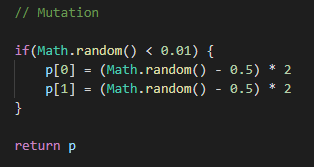 // Mutation
if(Math.random() < 0.01) {
p[0] = (Math.random() - 0.5) * 2
p[1] = (Math.random() - 0.5) * 2
}
return p